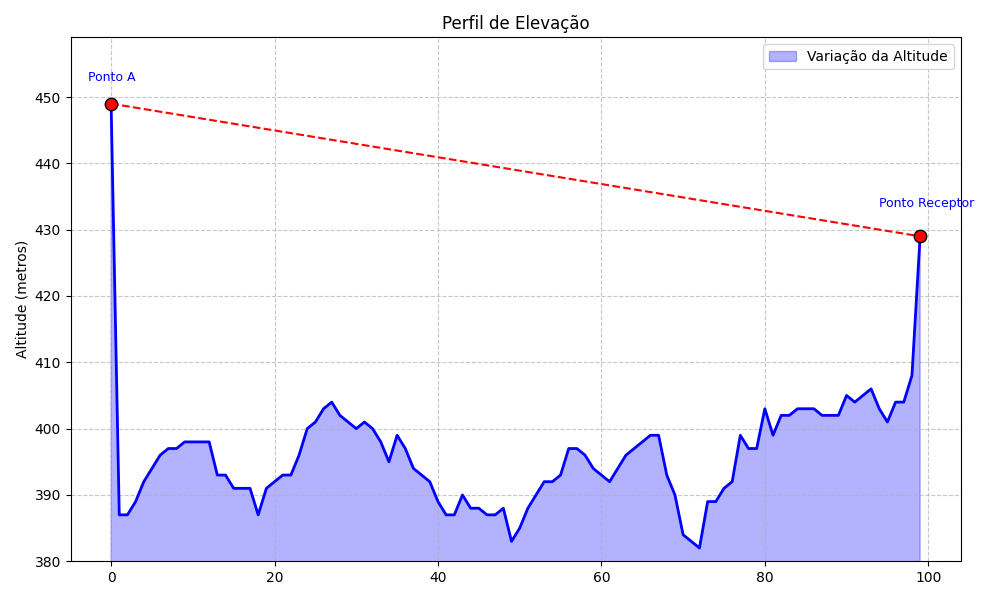 Perfil de Elevação
Variação da Altitude
Ponto A
Ponto Receptor
Altitude (metros)
450
440
430
420
410
400
390
380
0 20 40 60 80 100